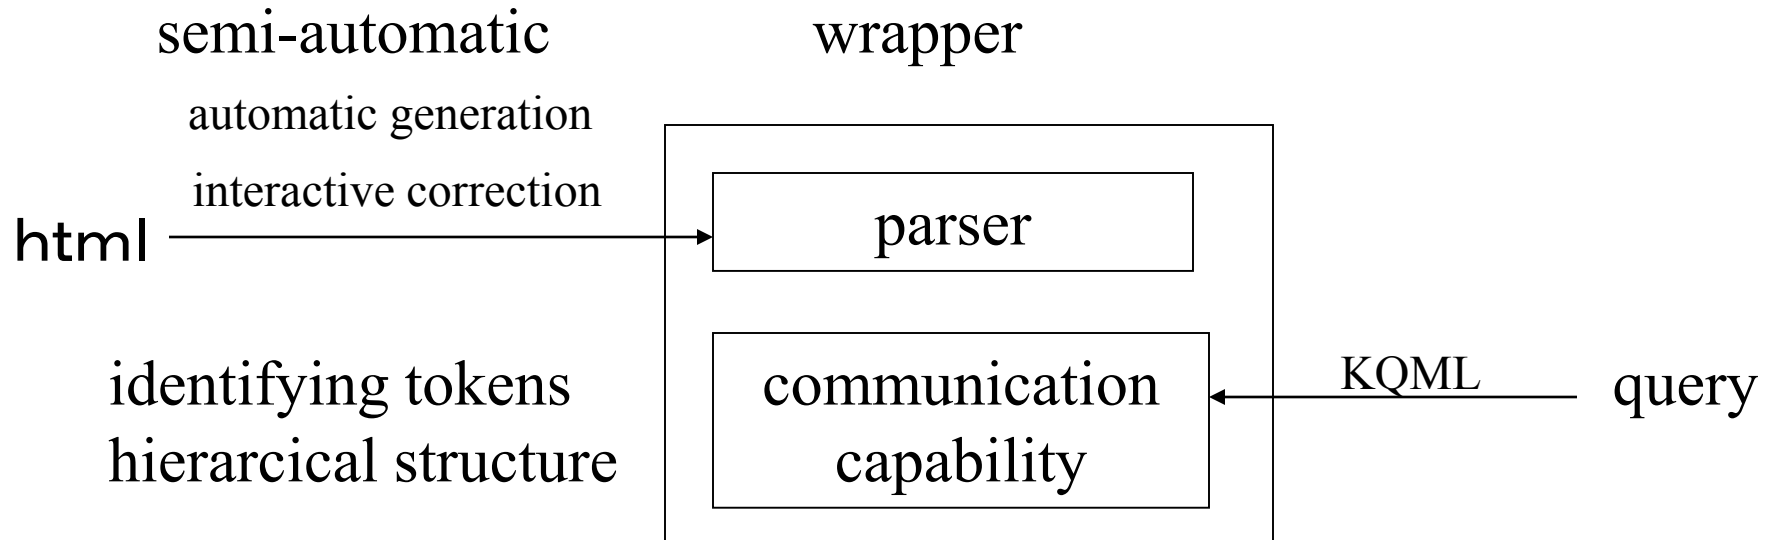 semi-automatic
wrapper
automatic generation
interactive correction
html
parser
identifying tokens
hierarcical structure
communication
capability
KQML
query